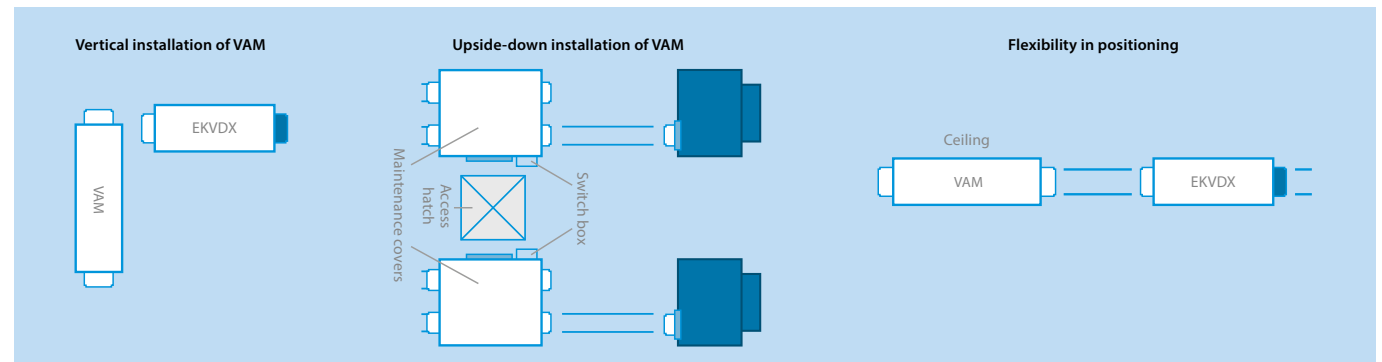 Vertical installation of VAM
EKVDX
VAM
Upside-down installation of VAM
Maintenance covers
Access
hatch
Switch box
Flexibility in positioning
Ceiling
VAM
EKVDX